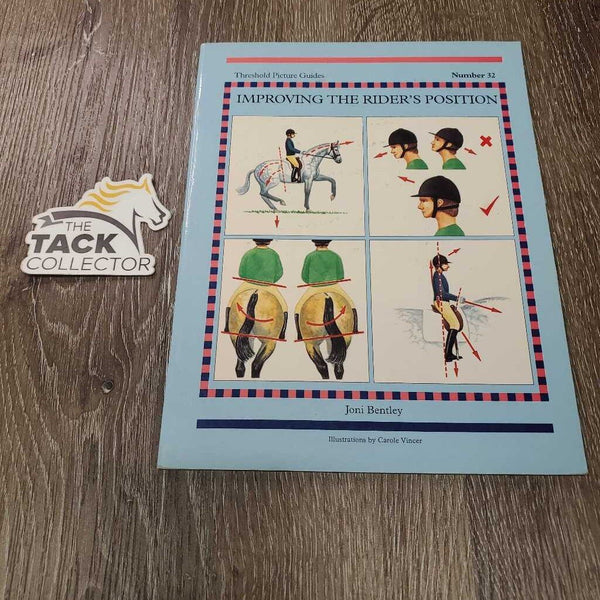 THE
TACK
COLLECTOR
Threshold Picture Guides
Number 32
IMPROVING THE RIDER'S POSITION
Joni Bentley
Illustrations by Carole Vincer